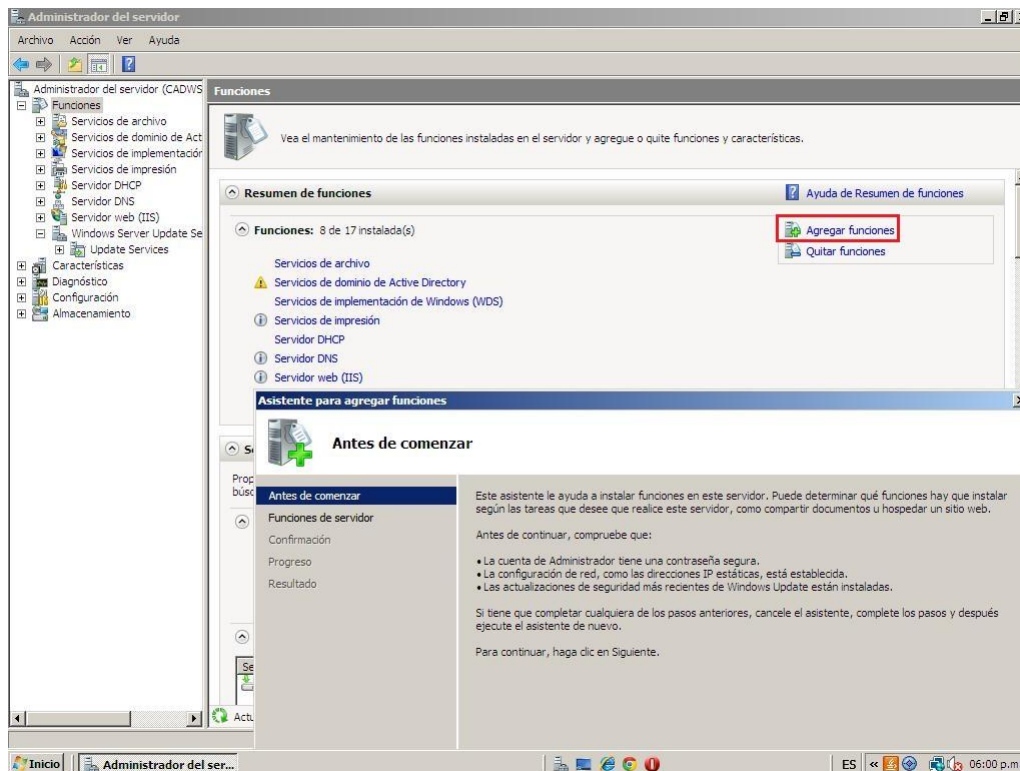 Administrador del servidor
Archivo Acción Ver Ayuda
Administrador del servidor (CADWS
Funciones
Servicios de archivo
Servicios de dominio de Act
Servicios de implementación
Servicios de impresión
Servidor DHCP
Servidor DNS
Servidor web (IIS)
Windows Server Update Se
Update Services
Características
Diagnóstico
Configuración
Almacenamiento
Funciones
Vea el mantenimiento de las funciones instaladas en el servidor y agregue o quite funciones y características.
Resumen de funciones
Ayuda de Resumen de funciones
Funciones: 8 de 17 instalada(s)
Agregar funciones
Quitar funciones
Servicios de archivo
Servicios de dominio de Active Directory
Servicios de implementación de Windows (WDS)
Servicios de impresión
Servidor DHCP
Servidor DNS
Servidor web (IIS)
Se
Prop
búsc
Se
Actu
Asistente para agregar funciones
Antes de comenzar
Antes de comenzar
Funciones de servidor
Confirmación
Progreso
Resultado
Este asistente le ayuda a instalar funciones en este servidor. Puede determinar qué funciones hay que instalar
según las tareas que desee que realice este servidor, como compartir documentos u hospedar un sitio web.
Antes de continuar, compruebe que:
• La cuenta de Administrador tiene una contraseña segura.
• La configuración de red, como las direcciones IP estáticas, está establecida.
• Las actualizaciones de seguridad más recientes de Windows Update están instaladas.
Si tiene que completar cualquiera de los pasos anteriores, cancele el asistente, complete los pasos y después
ejecute el asistente de nuevo.
Para continuar, haga clic en Siguiente.
Inicio
Administrador del ser...
ES
06:00 p.m.